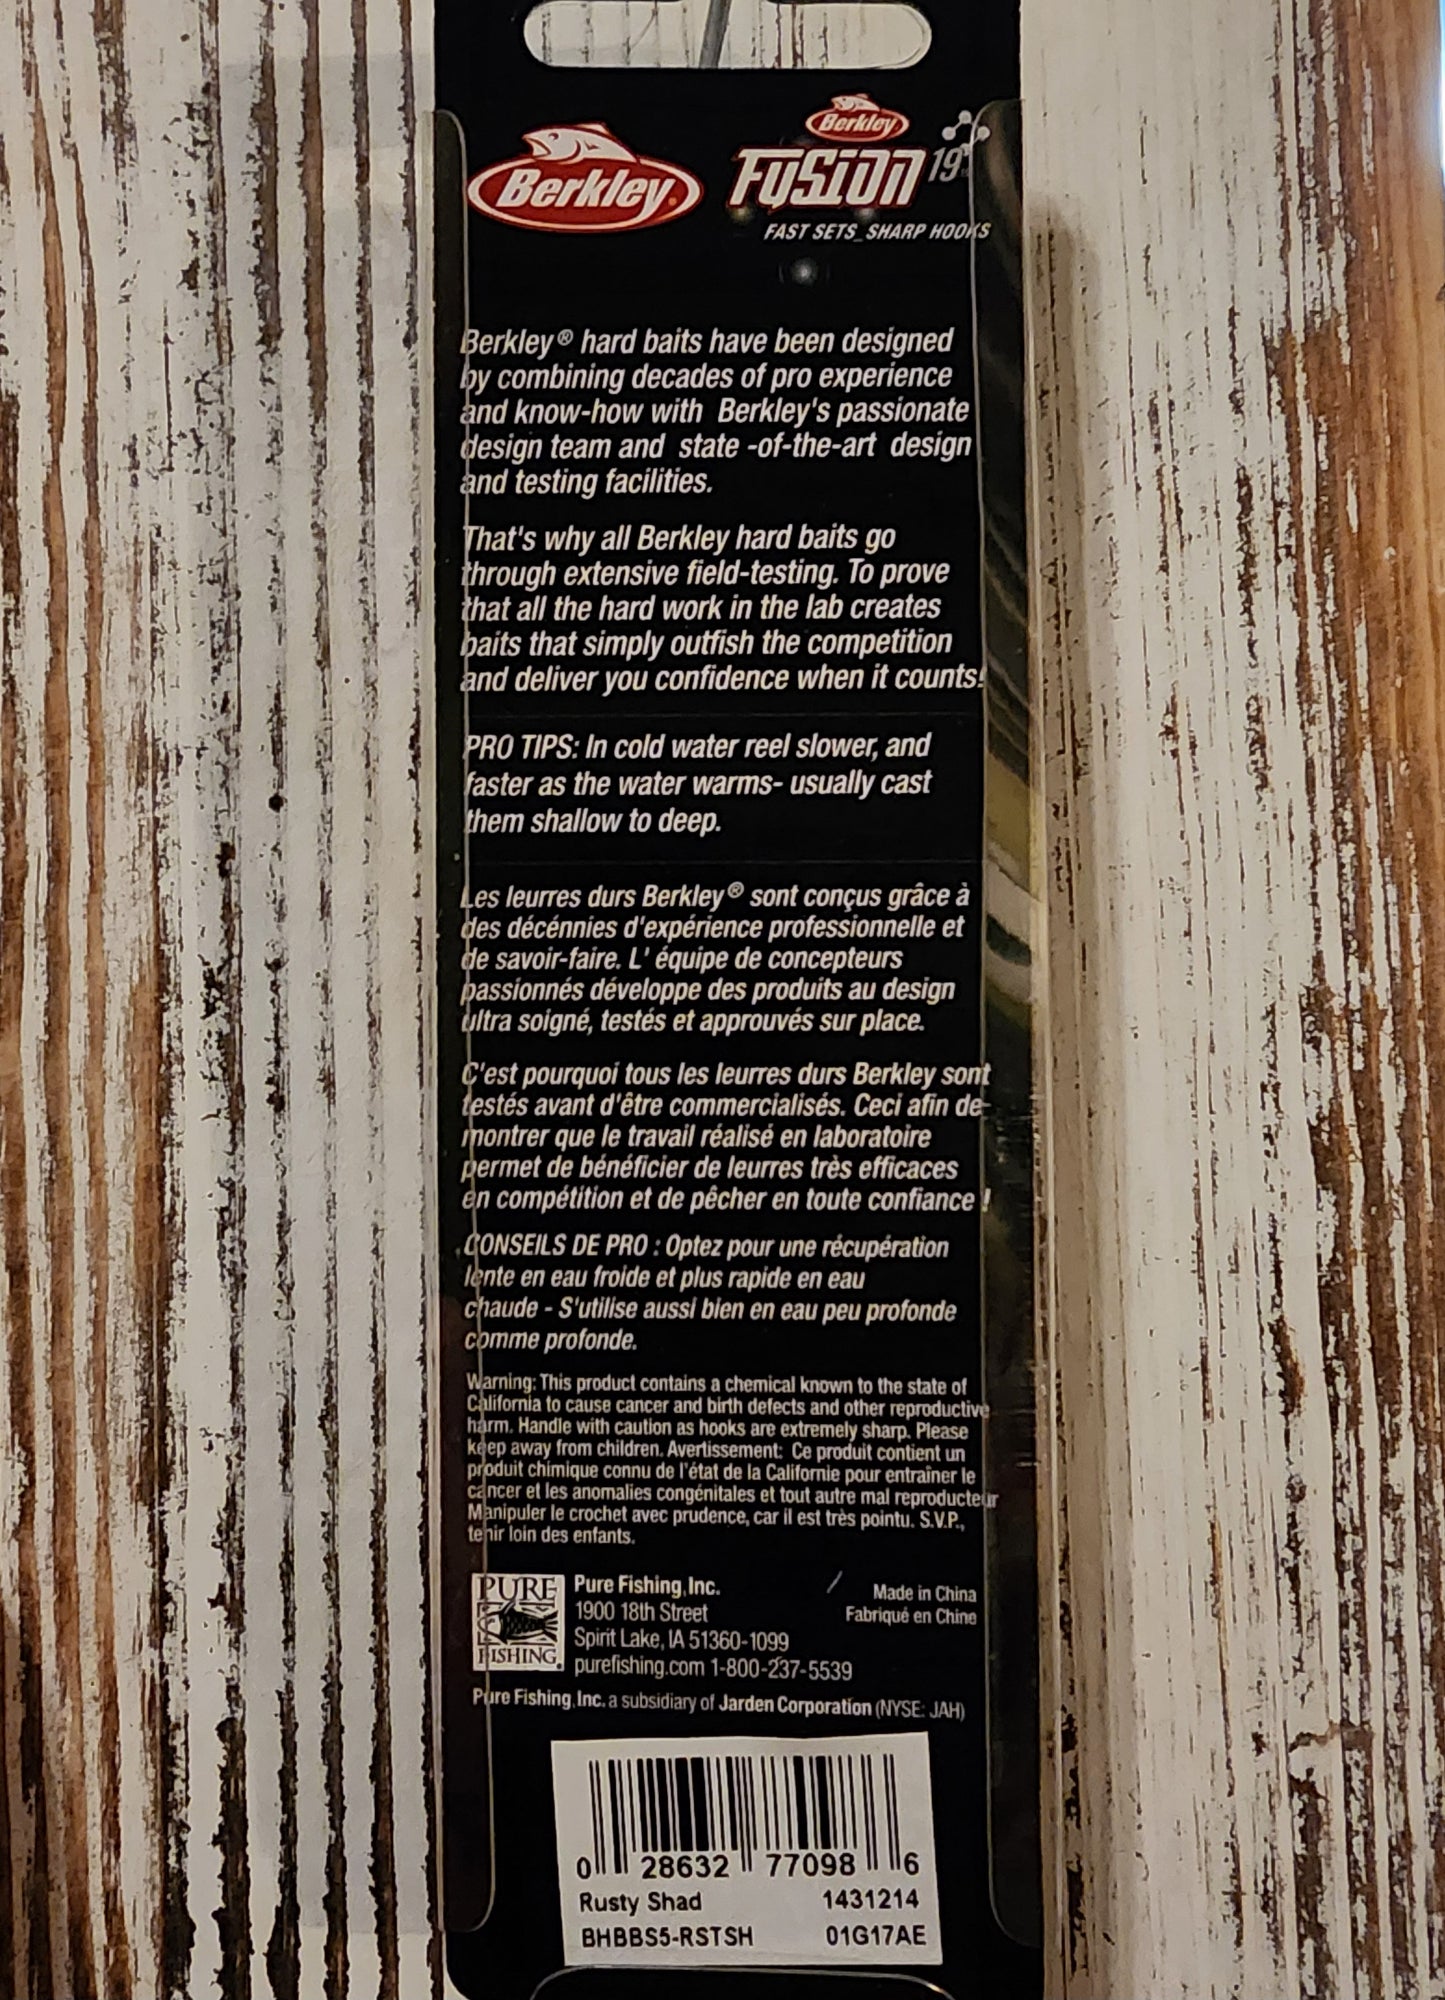 Berkley®
Berkley
FUSION 19™
FAST SETS_SHARP HOOKS
Berkley® hard baits have been designed
by combining decades of pro experience
and know-how with Berkley's passionate
design team and state -of-the-art design
and testing facilities.
That's why all Berkley hard baits go
through extensive field-testing. To prove
that all the hard work in the lab creates
baits that simply outfish the competition
and deliver you confidence when it counts!
PRO TIPS: In cold water reel slower, and
faster as the water warms- usually cast
them shallow to deep.
Les leurres durs Berkley® sont conçus grâce à
des décénnies d'expérience professionnelle et
de savoir-faire. L' équipe de concepteurs
passionnés développe des produits au design
ultra soigné, testés et approuvés sur place.
C'est pourquoi tous les leurres durs Berkley sont
testés avant d'être commercialisés. Ceci afin de-
montrer que le travail réalisé en laboratoire
permet de bénéficier de leurres très efficaces
en compétition et de pêcher en toute confiance !
CONSEILS DE PRO : Optez pour une récupération
lente en eau froide et plus rapide en eau
chaude - S'utilise aussi bien en eau peu profonde
comme profonde.
Warning: This product contains a chemical known to the state of
California to cause cancer and birth defects and other reproductive
harm. Handle with caution as hooks are extremely sharp. Please
keep away from children. Avertissement: Ce produit contient un
produit chimique connu de l'état de la Californie pour entraîner le
cancer et les anomalies congénitales et tout autre mal reproducteur
Manipuler le crochet avec prudence, car il est très pointu. S.V.P.,
tenir loin des enfants.
PURE
FISHING®
Pure Fishing, Inc.
1900 18th Street
Spirit Lake, IA 51360-1099
purefishing.com 1-800-237-5539
Made in China
Fabriqué en Chine
Pure Fishing, Inc. a subsidiary of Jarden Corporation (NYSE: JAH)
0 28632 77098 6
Rusty Shad 1431214
BHBBS5-RSTSH 01G17AE